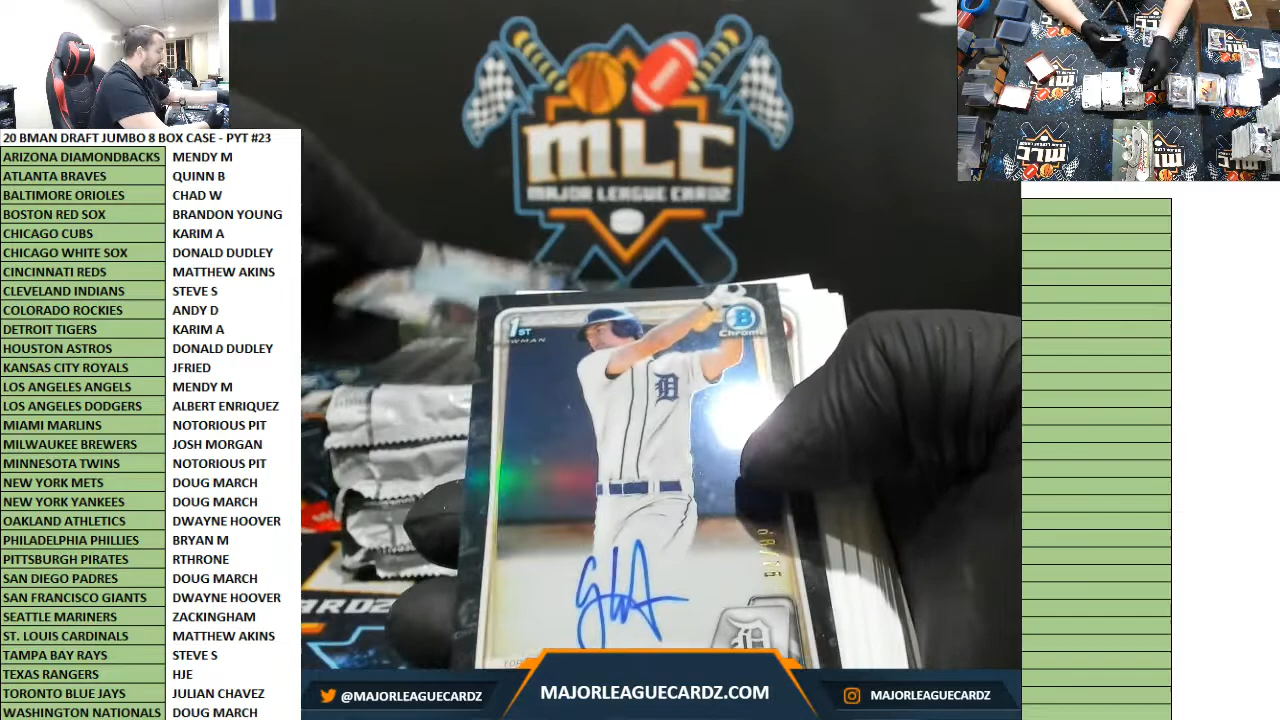 20 BMAN DRAFT JUMBO 8 BOX CASE - PYT #23
ARIZONA DIAMONDBACKS MENDY M
ATLANTA BRAVES QUINN B
BALTIMORE ORIOLES CHAD W
BOSTON RED SOX BRANDON YOUNG
CHICAGO CUBS KARIM A
CHICAGO WHITE SOX DONALD DUDLEY
CINCINNATI REDS MATTHEW AKINS
CLEVELAND INDIANS STEVE S
COLORADO ROCKIES ANDY D
DETROIT TIGERS KARIM A
HOUSTON ASTROS DONALD DUDLEY
KANSAS CITY ROYALS JFRIED
LOS ANGELES ANGELS MENDY M
LOS ANGELES DODGERS ALBERT ENRIQUEZ
MIAMI MARLINS NOTORIOUS PIT
MILWAUKEE BREWERS JOSH MORGAN
MINNESOTA TWINS NOTORIOUS PIT
NEW YORK METS DOUG MARCH
NEW YORK YANKEES DOUG MARCH
OAKLAND ATHLETICS DWAYNE HOOVER
PHILADELPHIA PHILLIES BRYAN M
PITTSBURGH PIRATES RTHRONE
SAN DIEGO PADRES DOUG MARCH
SAN FRANCISCO GIANTS DWAYNE HOOVER
SEATTLE MARINERS ZACKINGHAM
ST. LOUIS CARDINALS MATTHEW AKINS
TAMPA BAY RAYS STEVE S
TEXAS RANGERS HJE
TORONTO BLUE JAYS JULIAN CHAVEZ
WASHINGTON NATIONALS DOUG MARCH
MLC
MAJOR LEAGUE CARDZ
1ST
BOWMAN
B
Chrome
D
D
MLC
MLC
@MAJORLEAGUECARDZ
MAJORLEAGUECARDZ.COM
MAJORLEAGUECARDZ